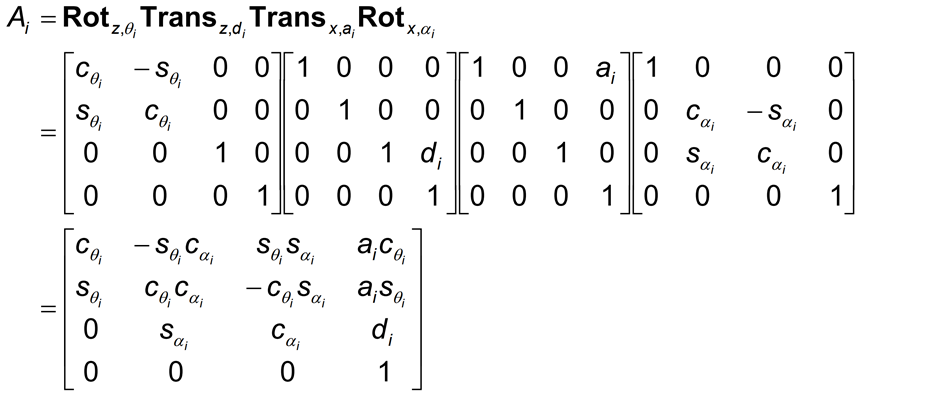 A_i = Rot_{z,θ_i} Trans_{z,d_i} Trans_{x,a_i} Rot_{x,α_i}
= [c_{θ_i} −s_{θ_i} 0 0] [1 0 0 0] [1 0 0 a_i] [1 0 0 0]
[s_{θ_i} c_{θ_i} 0 0] [0 1 0 0] [0 1 0 0] [0 c_{α_i} −s_{α_i} 0]
[0 0 1 0] [0 0 1 d_i] [0 0 1 0] [0 s_{α_i} c_{α_i} 0]
[0 0 0 1] [0 0 0 1] [0 0 0 1] [0 0 0 1]
= [c_{θ_i} −s_{θ_i}c_{α_i} s_{θ_i}s_{α_i} a_ic_{θ_i}]
[s_{θ_i} c_{θ_i}c_{α_i} −c_{θ_i}s_{α_i} a_is_{θ_i}]
[0 s_{α_i} c_{α_i} d_i]
[0 0 0 1]